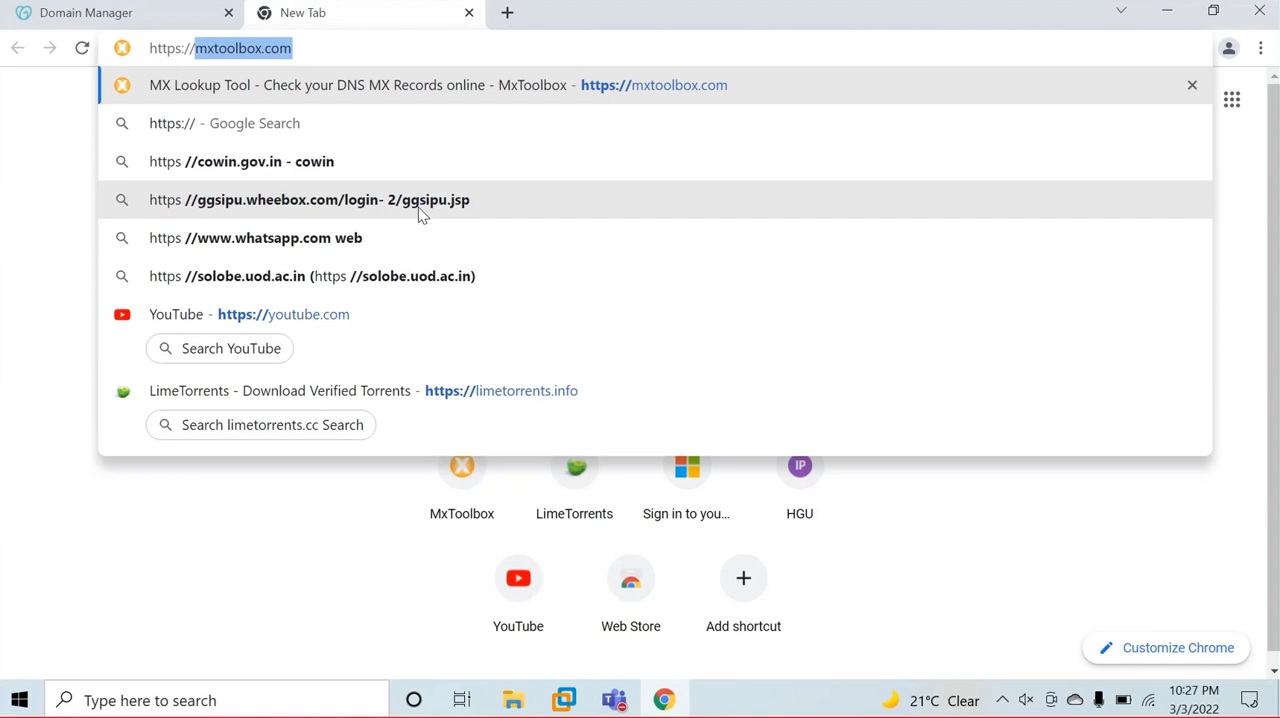 Domain Manager
New Tab
https://mxtoolbox.com
MX Lookup Tool - Check your DNS MX Records online - MxToolbox - https://mxtoolbox.com
https:// - Google Search
https //cowin.gov.in - cowin
https //ggsipu.wheebox.com/login- 2/ggsipu.jsp
https //www.whatsapp.com web
https //solobe.uod.ac.in (https //solobe.uod.ac.in)
YouTube - https://youtube.com
Search YouTube
LimeTorrents - Download Verified Torrents - https://limetorrents.info
Search limetorrents.cc Search
IP
MxToolbox
LimeTorrents
Sign in to you...
HGU
YouTube
Web Store
Add shortcut
Customize Chrome
Type here to search
21°C Clear
10:27 PM
3/3/2022